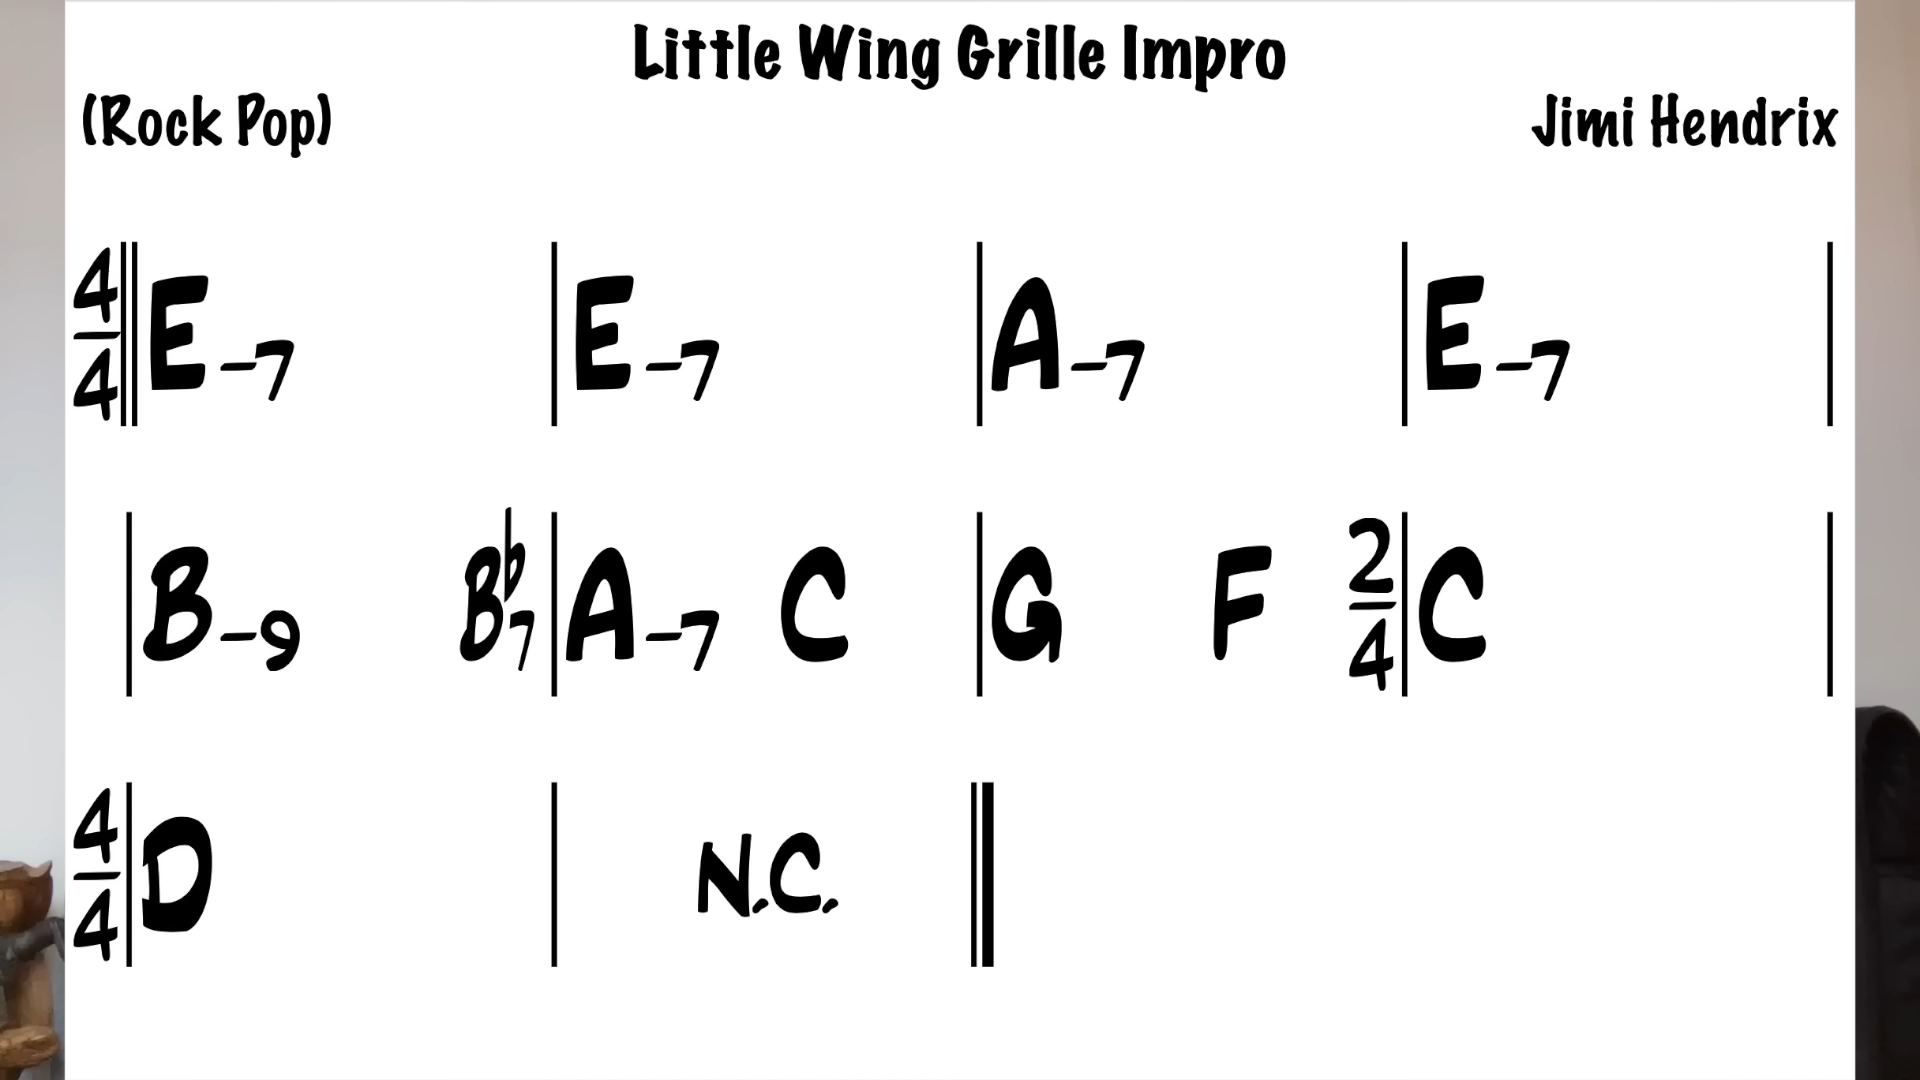 Little Wing Grille Impro
(Rock Pop) Jimi Hendrix
4/4 E-7 E-7 A-7 E-7
B-9 B♭7 A-7 C G F 2/4 C
4/4 D N.C.